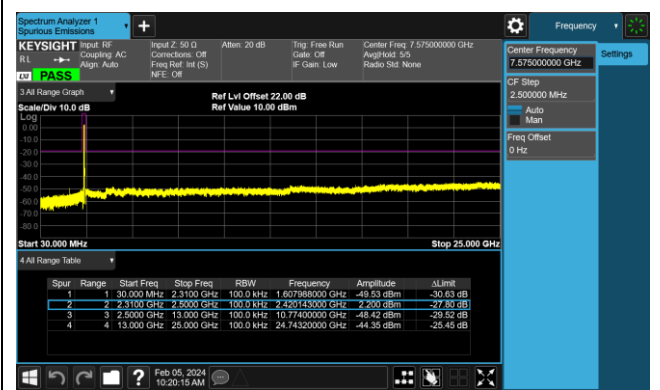 Spectrum Analyzer 1
Spurious Emissions
Frequency
KEYSIGHT
Input: RF
Input Z: 50 Ω
Atten: 20 dB
Trig: Free Run
Center Freq: 7.575000000 GHz
RL
Coupling: AC
Corrections: Off
Gate: Off
Avg|Hold: 5/5
Align: Auto
Freq Ref: Int (S)
IF Gain: Low
Radio Std: None
NFE: Off
LXI PASS
Center Frequency
7.575000000 GHz
Settings
CF Step
2.500000 MHz
Auto
Man
Freq Offset
0 Hz
3 All Range Graph
Ref Lvl Offset 22.00 dB
Scale/Div 10.0 dB
Ref Value 10.00 dBm
Log
0.00
-10.0
-20.0
-30.0
-40.0
-50.0
-60.0
-70.0
-80.0
Start 30.000 MHz
Stop 25.000 GHz
4 All Range Table
Spur Range Start Freq Stop Freq RBW Frequency Amplitude ΔLimit
1 1 30.000 MHz 2.3100 GHz 100.0 kHz 1.607988000 GHz -49.53 dBm -30.63 dB
2 2 2.3100 GHz 2.5000 GHz 100.0 kHz 2.420143000 GHz 2.200 dBm -27.80 dB
3 3 2.5000 GHz 13.000 GHz 100.0 kHz 10.77400000 GHz -48.42 dBm -29.52 dB
4 4 13.000 GHz 25.000 GHz 100.0 kHz 24.74320000 GHz -44.35 dBm -25.45 dB
Feb 05, 2024
10:20:15 AM